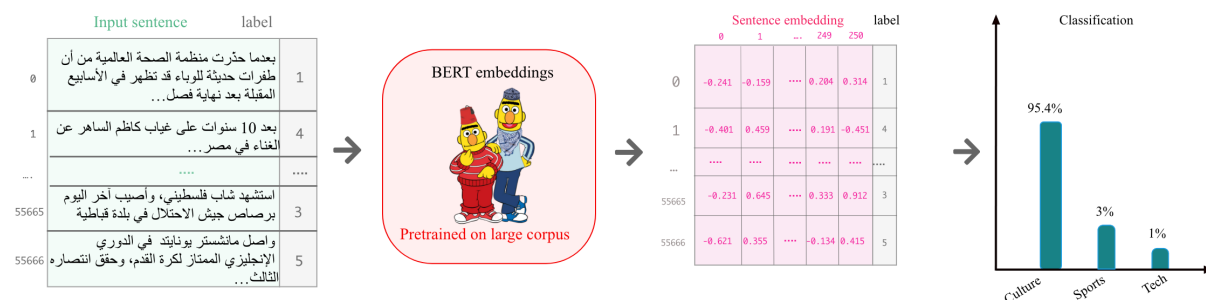 Input sentence label
0
بعدما حذّرت منظمة الصحة العالمية من أن
طفرات حديثة للوباء قد تظهر في الأسابيع
المقبلة بعد نهاية فصل...
1
1
بعد 10 سنوات على غياب كاظم الساهر عن
الغناء في مصر...
4
.... .... ....
55665
استشهد شاب فلسطيني، وأصيب آخر اليوم
برصاص جيش الاحتلال في بلدة قباطية
3
55666
واصل مانشستر يونايتد في الدوري
الإنجليزي الممتاز لكرة القدم، وحقق انتصاره
الثالث...
5
BERT embeddings
Pretrained on large corpus
Sentence embedding label
0 1 .... 249 250
0 -0.241 -0.159 .... 0.204 0.314 1
1 -0.401 0.459 .... 0.191 -0.451 4
... .... .... .... .... .... ....
55665 -0.231 0.645 .... 0.333 0.912 3
55666 -0.621 0.355 .... -0.134 0.415 5
Classification
95.4%
3%
1%
Culture Sports Tech